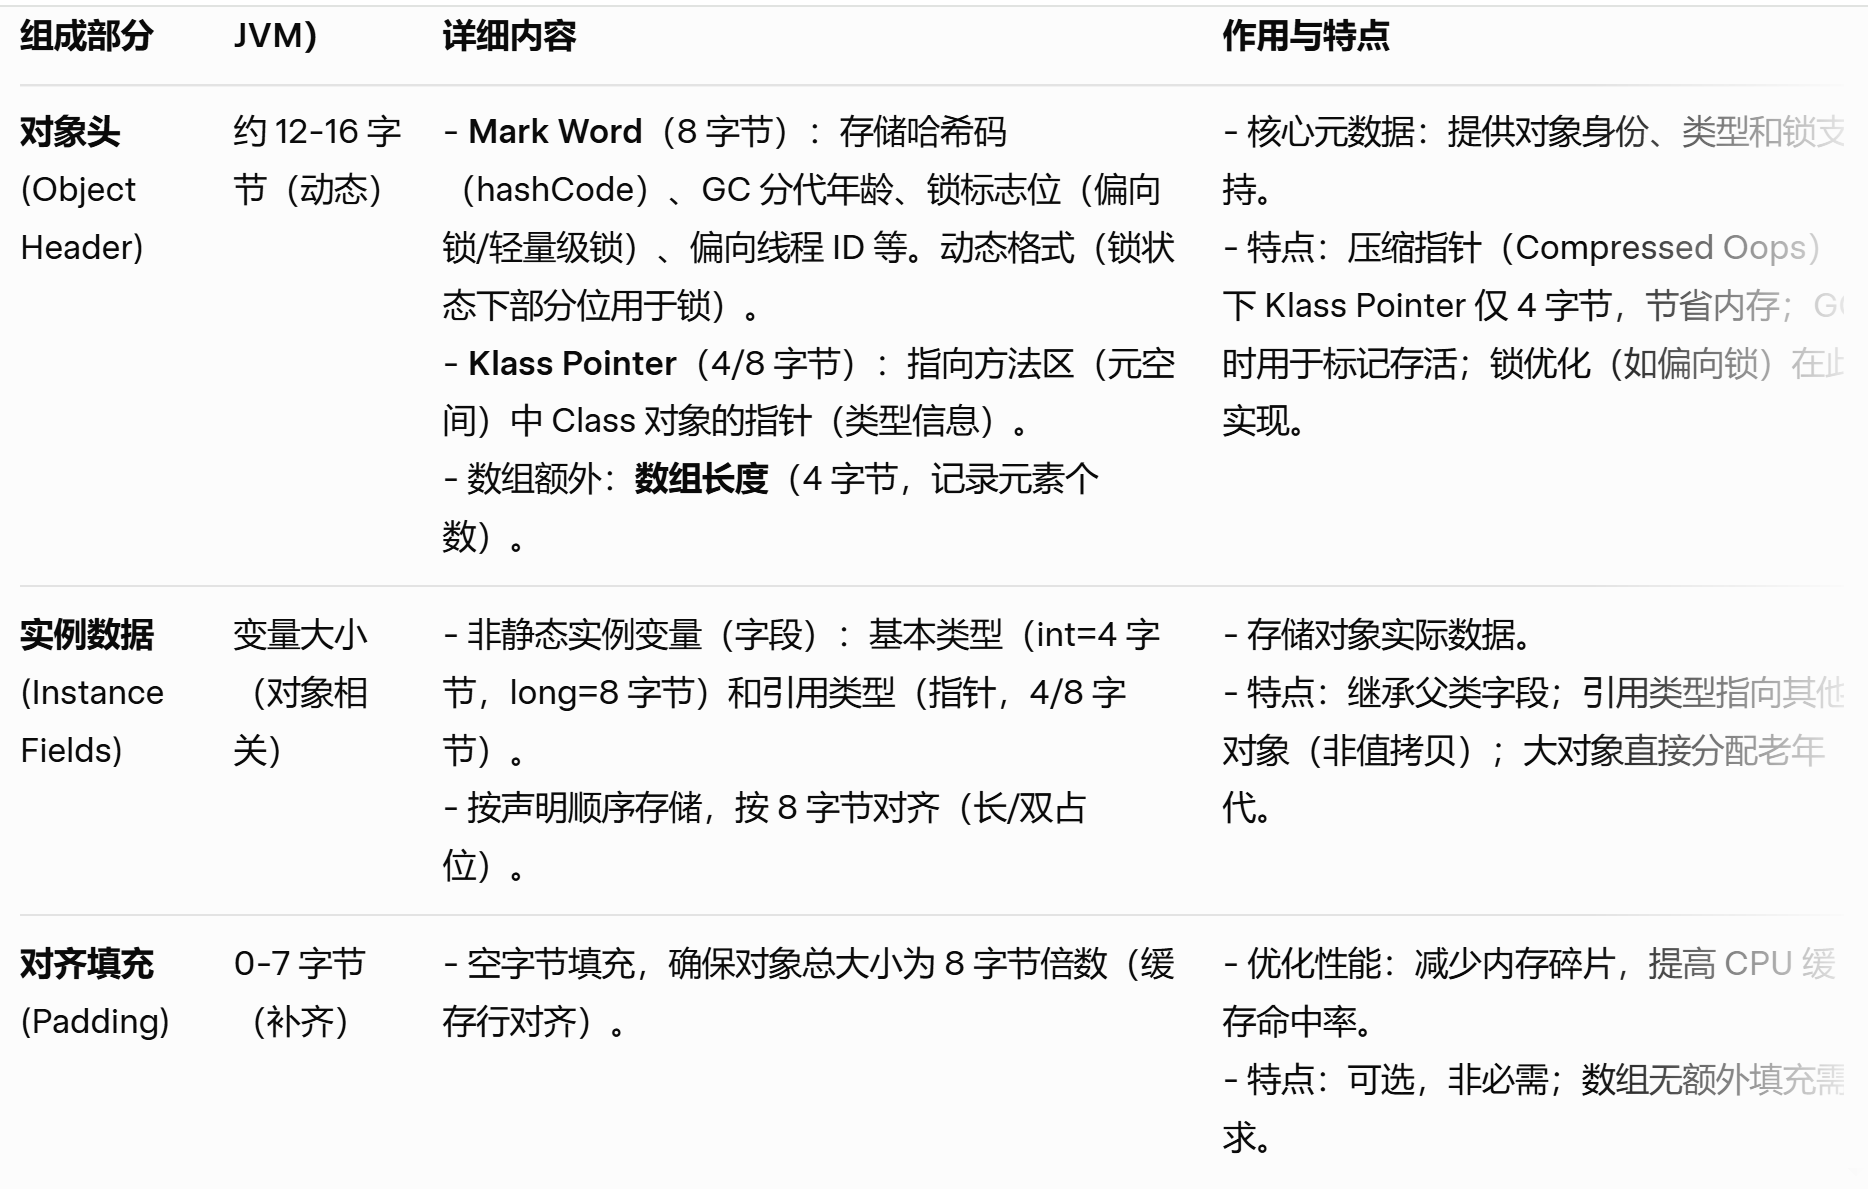 组成部分
JVM)
详细内容
作用与特点
对象头
(Object
Header)
约 12-16 字
节（动态）
- Mark Word（8 字节）：存储哈希码
（hashCode）、GC 分代年龄、锁标志位（偏向
锁/轻量级锁）、偏向线程 ID 等。动态格式（锁状
态下部分位用于锁）。
- Klass Pointer（4/8 字节）：指向方法区（元空
间）中 Class 对象的指针（类型信息）。
- 数组额外：数组长度（4 字节，记录元素个
数）。
- 核心元数据：提供对象身份、类型和锁支
持。
- 特点：压缩指针（Compressed Oops）
下 Klass Pointer 仅 4 字节，节省内存；GC
时用于标记存活；锁优化（如偏向锁）在此
实现。
实例数据
(Instance
Fields)
变量大小
（对象相
关）
- 非静态实例变量（字段）：基本类型（int=4 字
节，long=8 字节）和引用类型（指针，4/8 字
节）。
- 按声明顺序存储，按 8 字节对齐（长/双占
位）。
- 存储对象实际数据。
- 特点：继承父类字段；引用类型指向其他
对象（非值拷贝）；大对象直接分配老年
代。
对齐填充
(Padding)
0-7 字节
（补齐）
- 空字节填充，确保对象总大小为 8 字节倍数（缓
存行对齐）。
- 优化性能：减少内存碎片，提高 CPU 缓
存命中率。
- 特点：可选，非必需；数组无额外填充需
求。